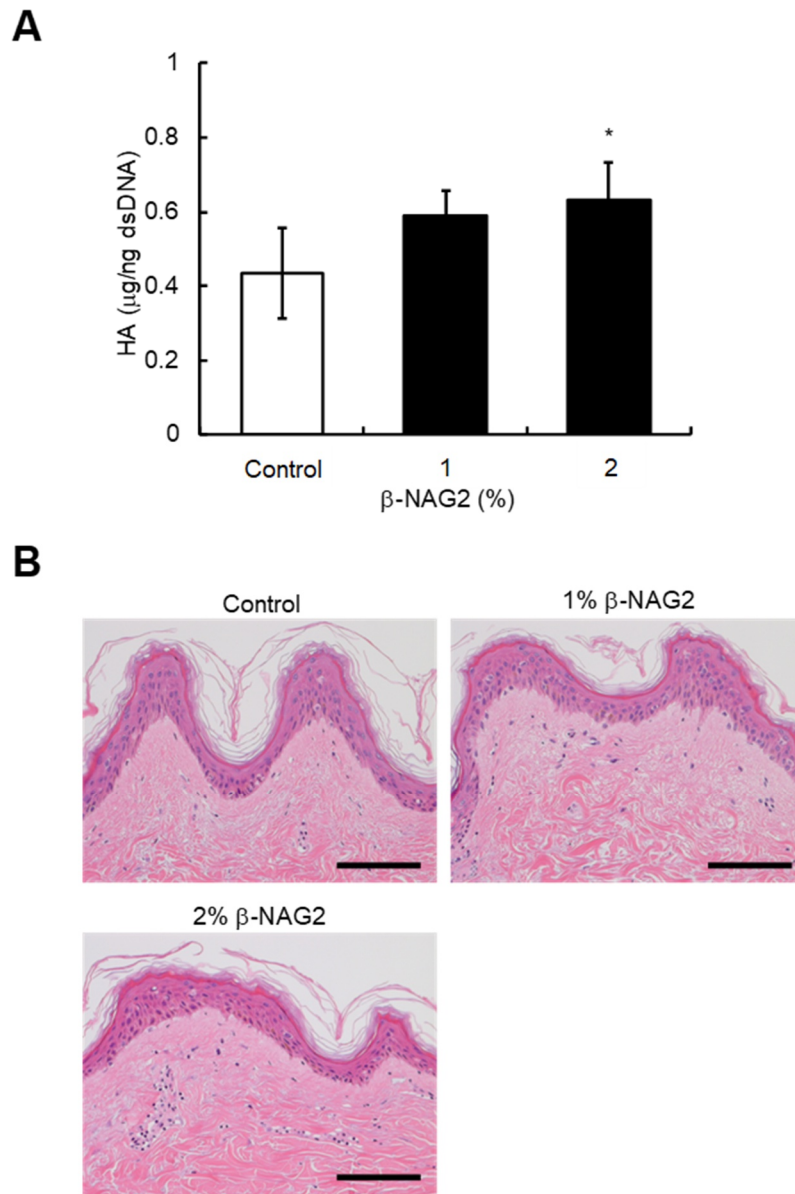 A
1
0.8
0.6
0.4
0.2
0
HA (μg/ng dsDNA)
*
Control 1 2
β-NAG2 (%)
B
Control 1% β-NAG2
2% β-NAG2